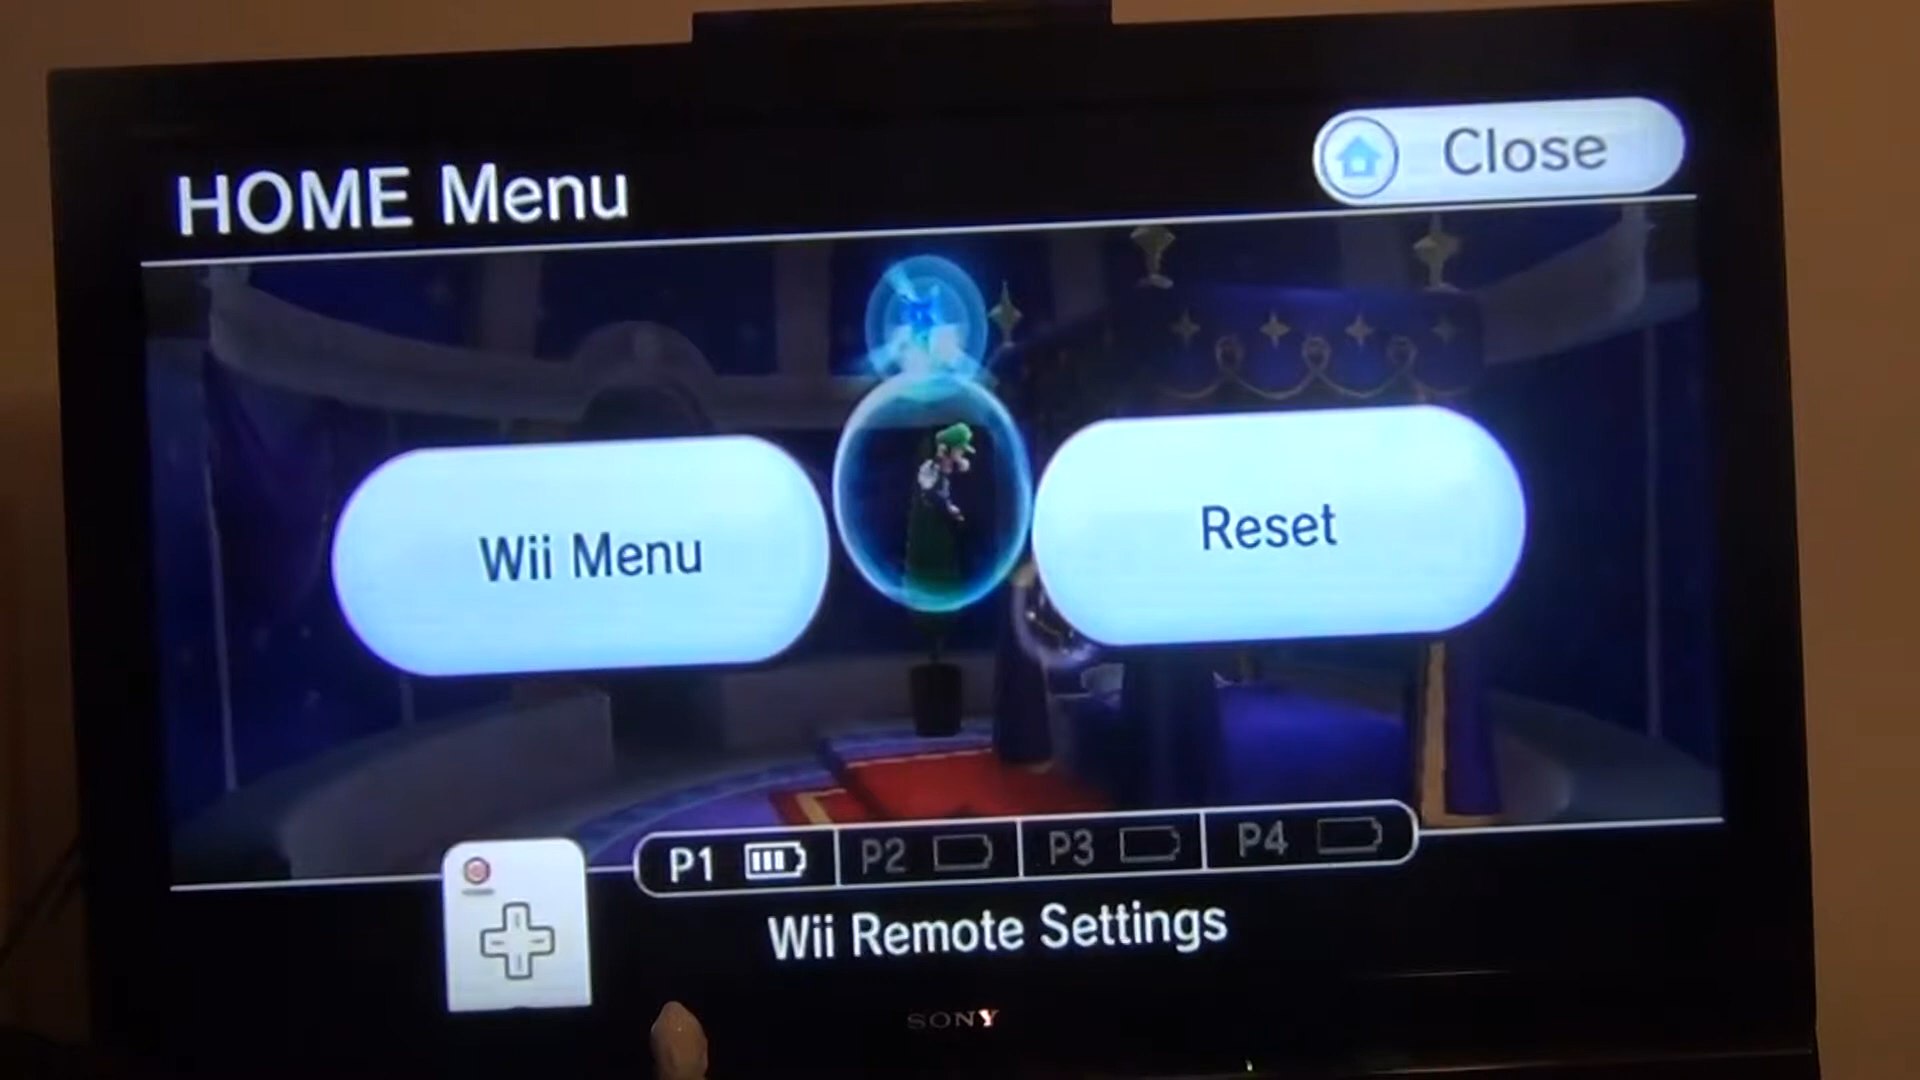 HOME Menu
Close
Wii Menu
Reset
P1
P2
P3
P4
Wii Remote Settings
SONY